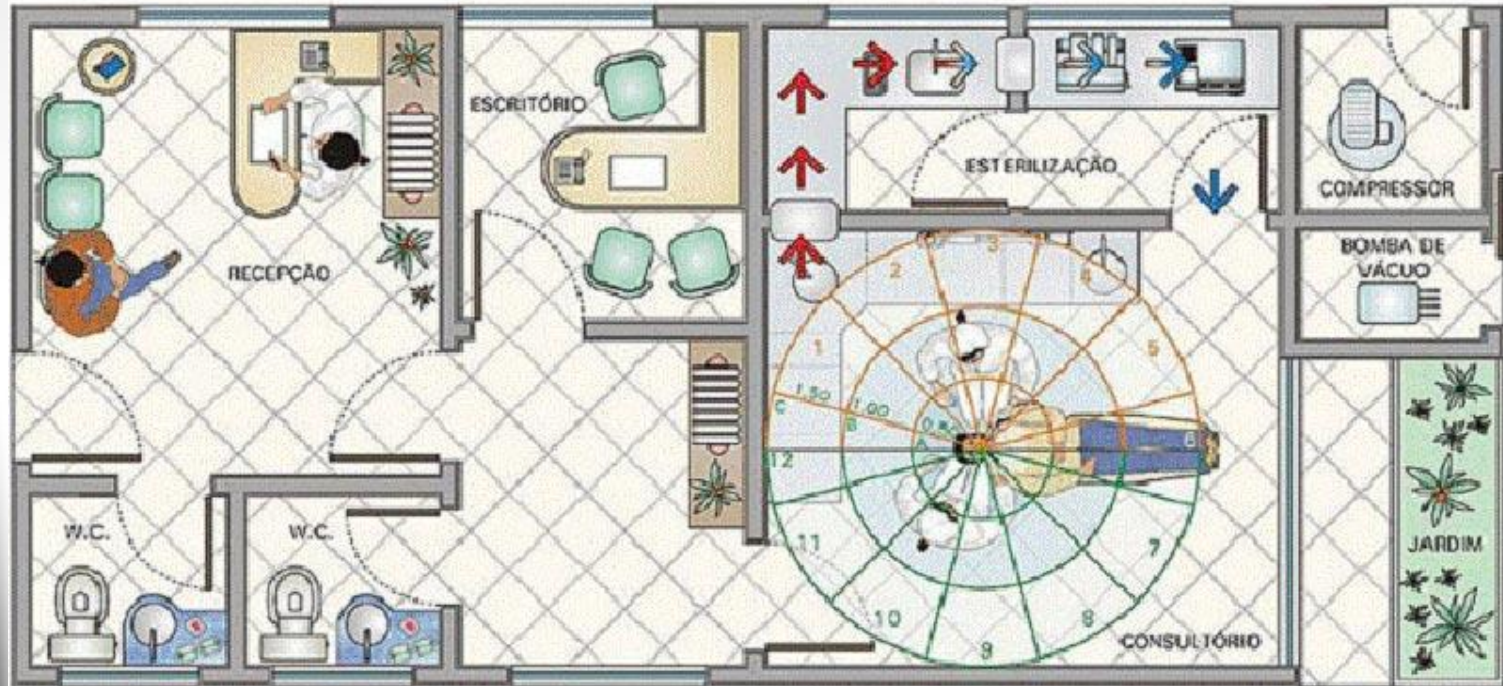 ESCRITÓRIO
ESTERILIZAÇÃO
COMPRESSOR
RECEPÇÃO
BOMBA DE
VÁCUO
2
3
4
1
5
1.50
1.00
C
B
A
6
12
W.C.
W.C.
11
7
JARDIM
10
8
9
CONSULTÓRIO